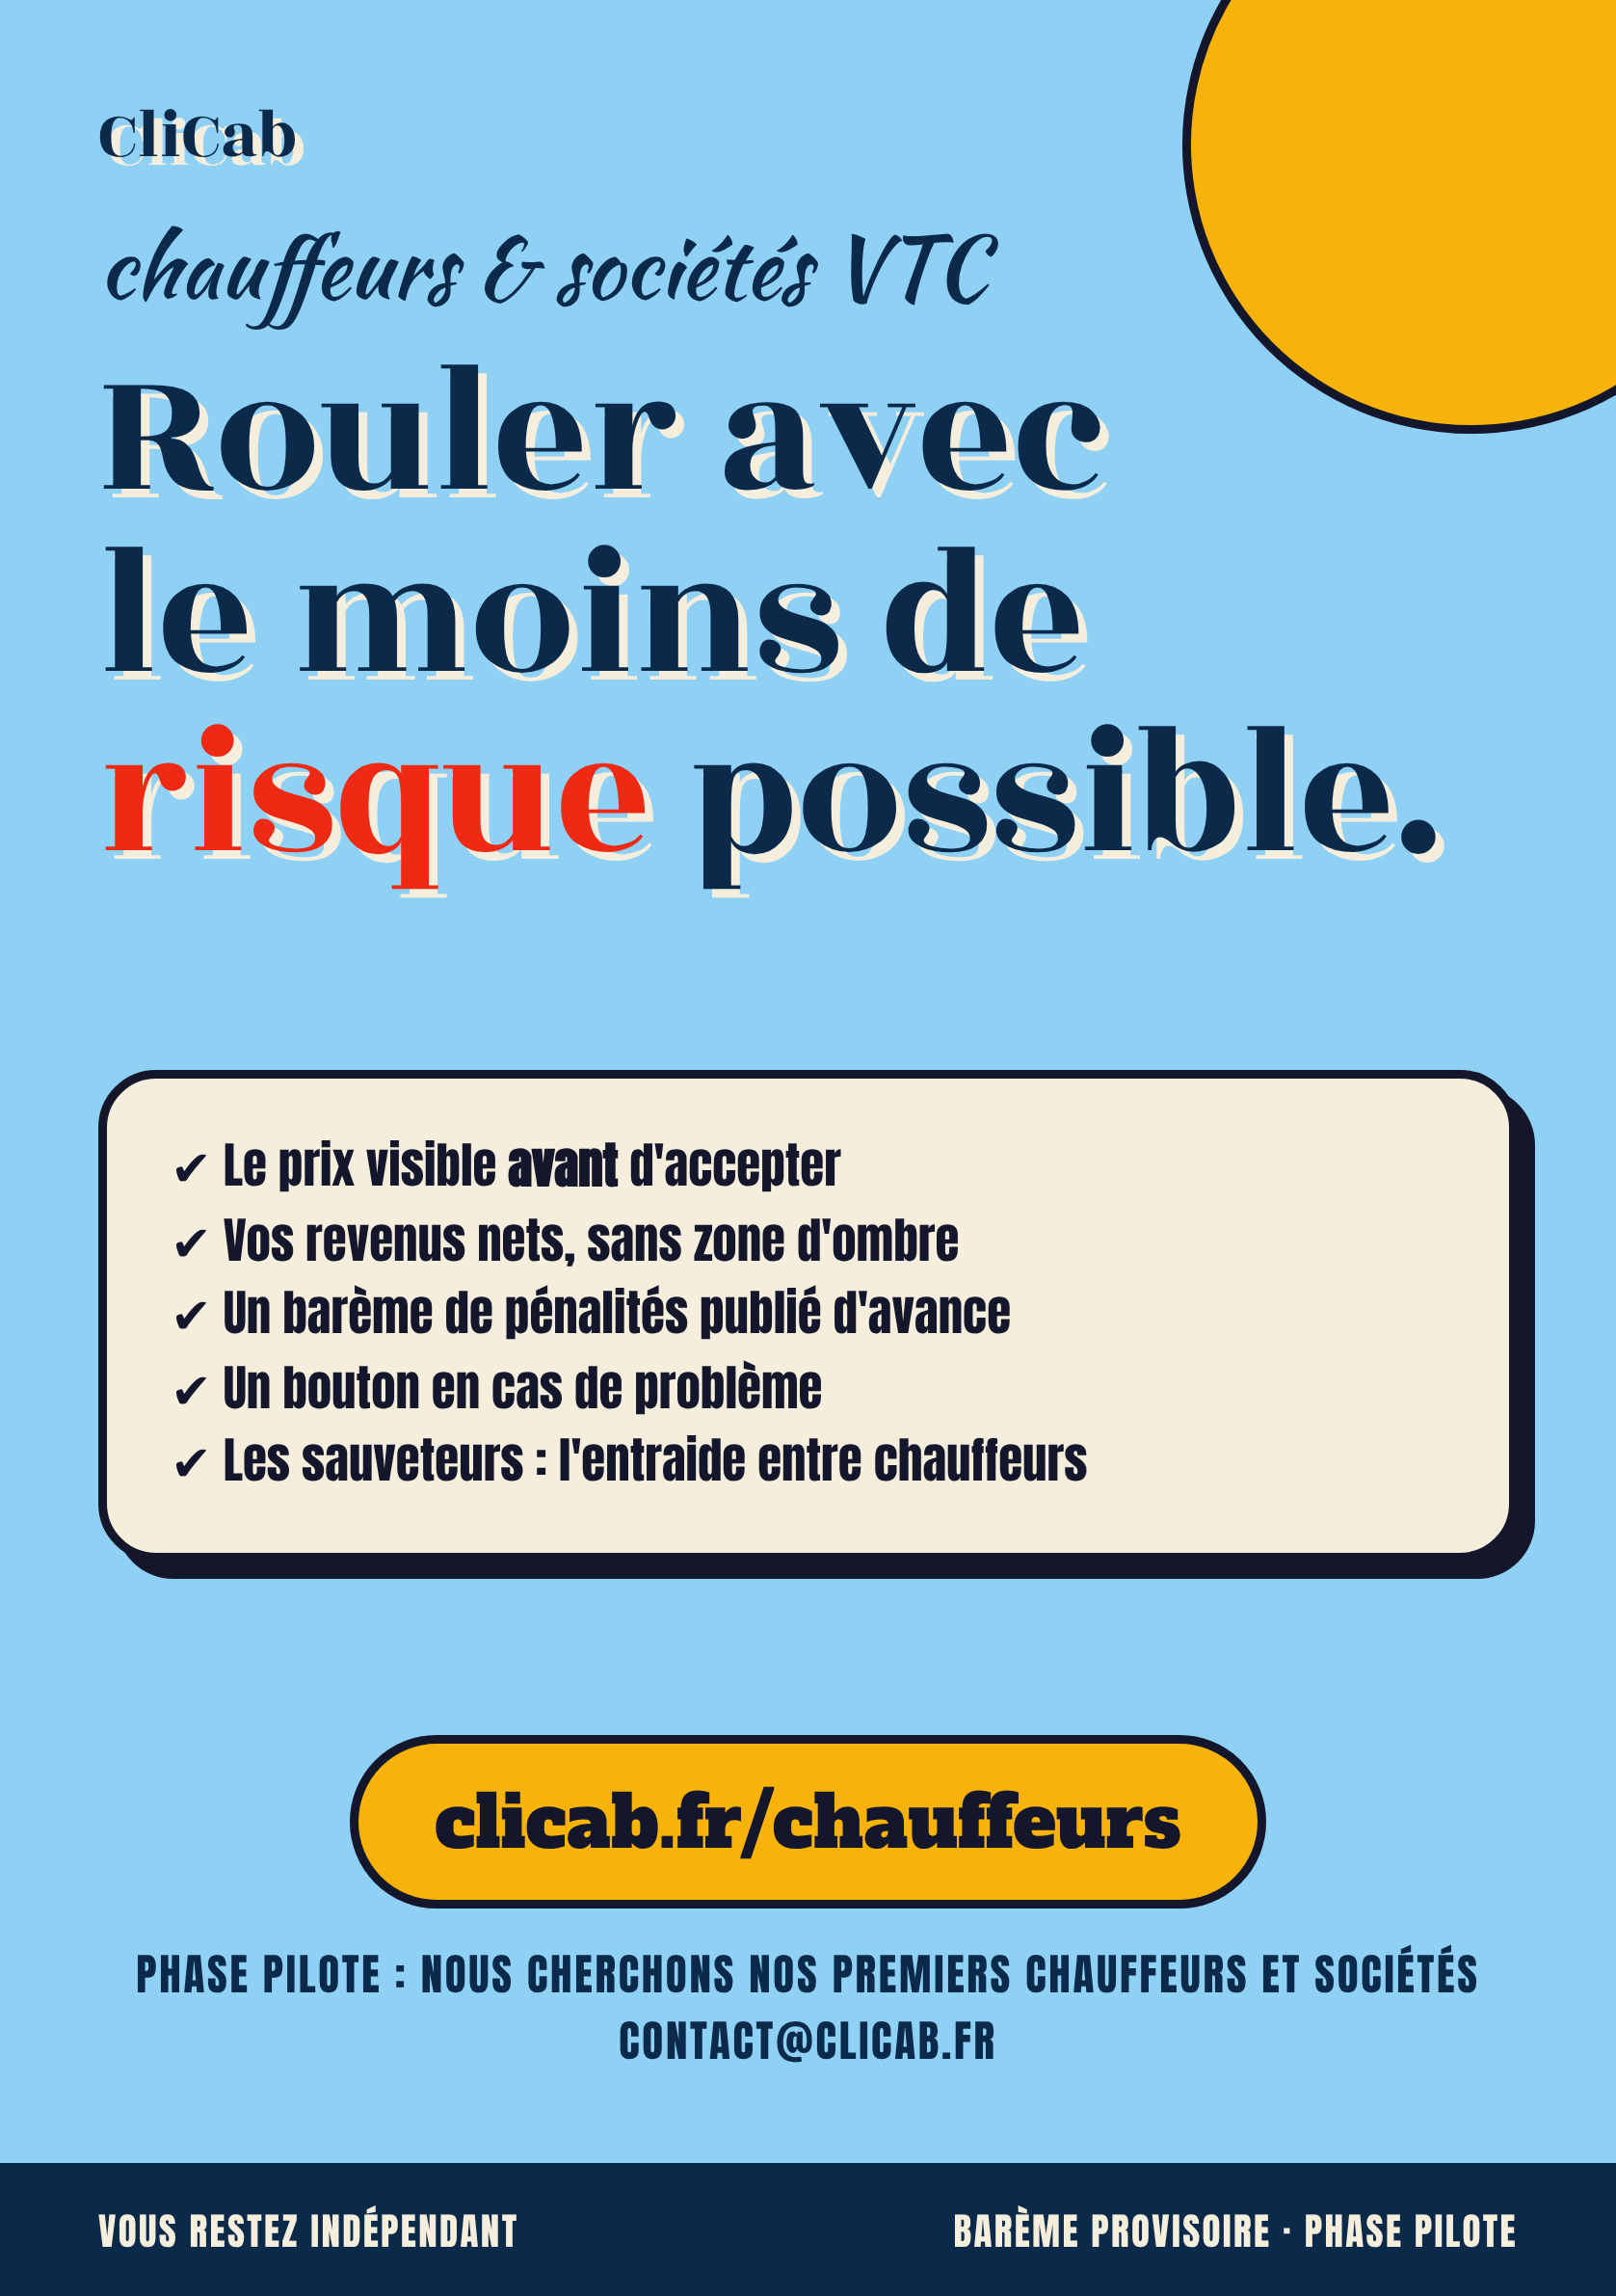 CliCab
chauffeurs & sociétés VTC
Rouler avec
le moins de
risque possible.
✔ Le prix visible avant d'accepter
✔ Vos revenus nets, sans zone d'ombre
✔ Un barème de pénalités publié d'avance
✔ Un bouton en cas de problème
✔ Les sauveteurs : l'entraide entre chauffeurs
clicab.fr/chauffeurs
PHASE PILOTE : NOUS CHERCHONS NOS PREMIERS CHAUFFEURS ET SOCIÉTÉS
CONTACT@CLICAB.FR
VOUS RESTEZ INDÉPENDANT
BARÈME PROVISOIRE · PHASE PILOTE